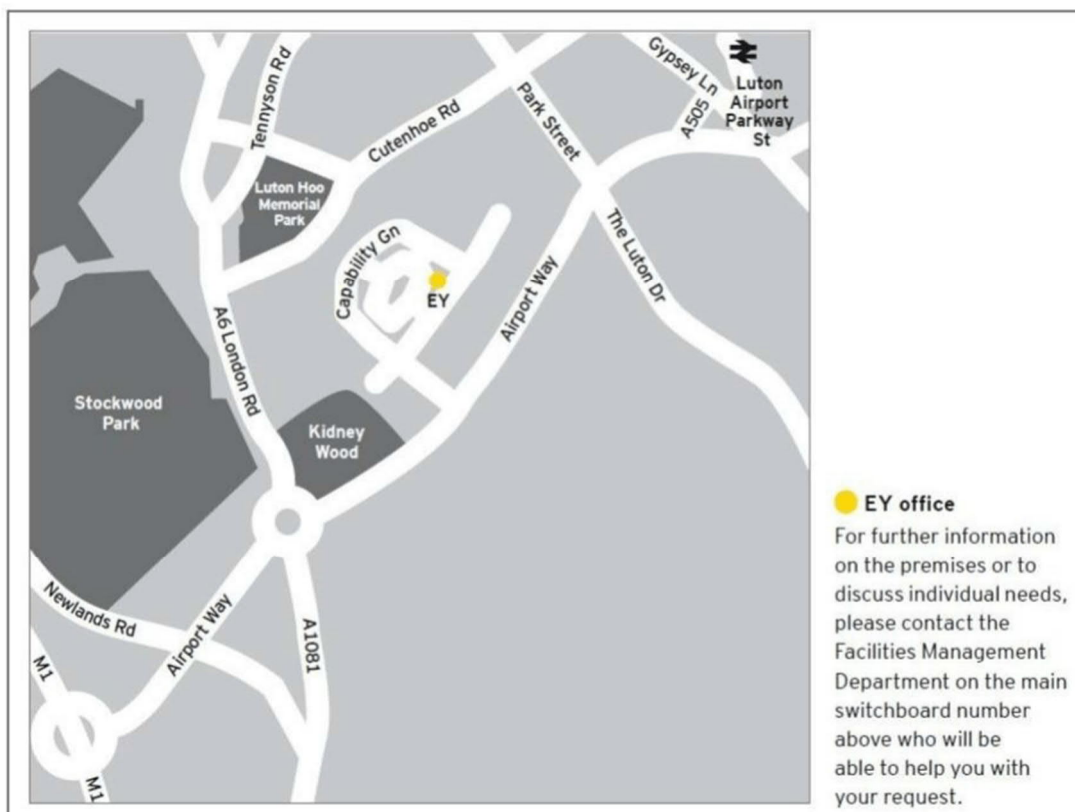 Tennyson Rd
Gypsey Ln
Luton
Airport
Parkway
St
A505
Park Street
Cutenhoe Rd
Luton Hoo
Memorial
Park
Capability Gn
EY
The Luton Dr
Airport Way
A6 London Rd
Stockwood
Park
Kidney
Wood
Newlands Rd
Airport Way
A1081
M1
M1
EY office
For further information
on the premises or to
discuss individual needs,
please contact the
Facilities Management
Department on the main
switchboard number
above who will be
able to help you with
your request.